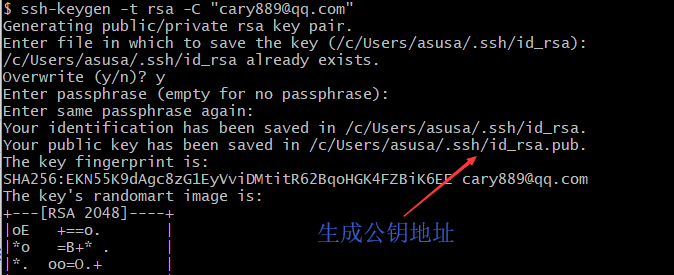 $ ssh-keygen -t rsa -C "cary889@qq.com"
Generating public/private rsa key pair.
Enter file in which to save the key (/c/Users/asusa/.ssh/id_rsa):
/c/Users/asusa/.ssh/id_rsa already exists.
Overwrite (y/n)? y
Enter passphrase (empty for no passphrase):
Enter same passphrase again:
Your identification has been saved in /c/Users/asusa/.ssh/id_rsa.
Your public key has been saved in /c/Users/asusa/.ssh/id_rsa.pub.
The key fingerprint is:
SHA256:EKN55K9dAgc8zG1EyVviDMtitR62BqoHGK4FZBiK6EE cary889@qq.com
The key's randomart image is:
+---[RSA 2048]----+
|oE   +==o.       |
|*o   =B+* .      |
|*.  oo=O.+       |
生成公钥地址